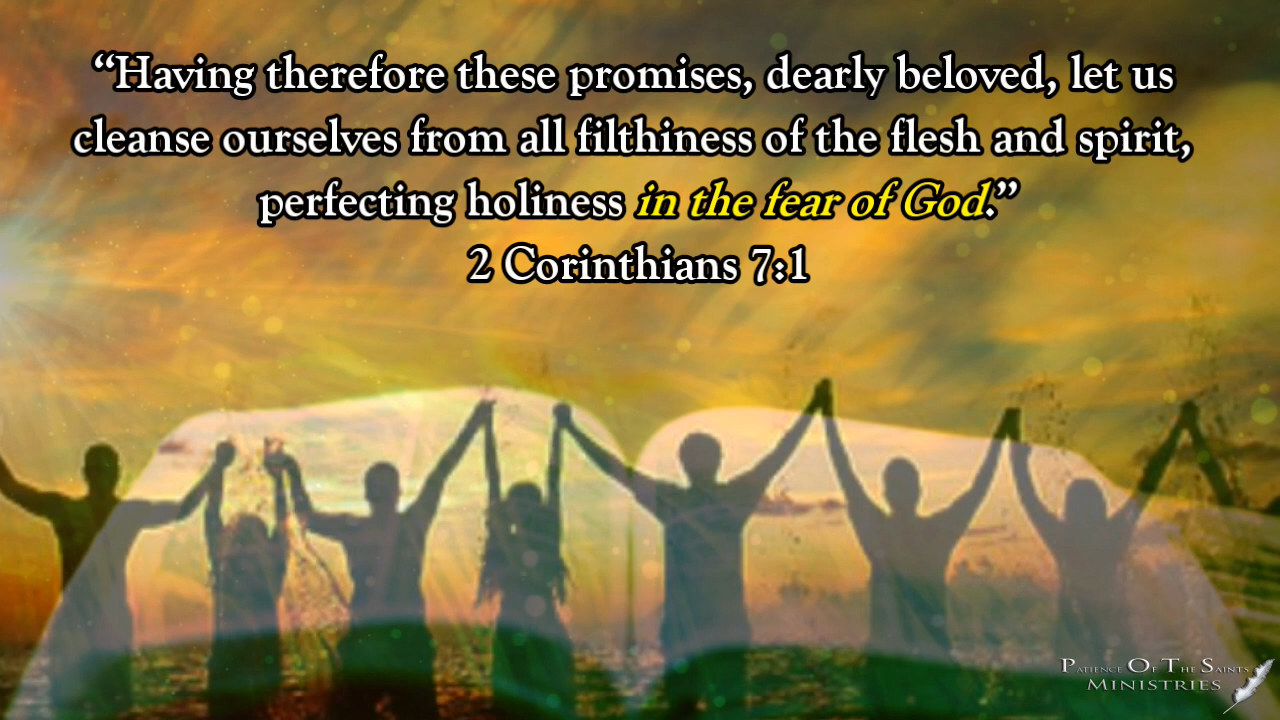 “Having therefore these promises, dearly beloved, let us
cleanse ourselves from all filthiness of the flesh and spirit,
perfecting holiness in the fear of God.”
2 Corinthians 7:1
Patience Of The Saints
Ministries